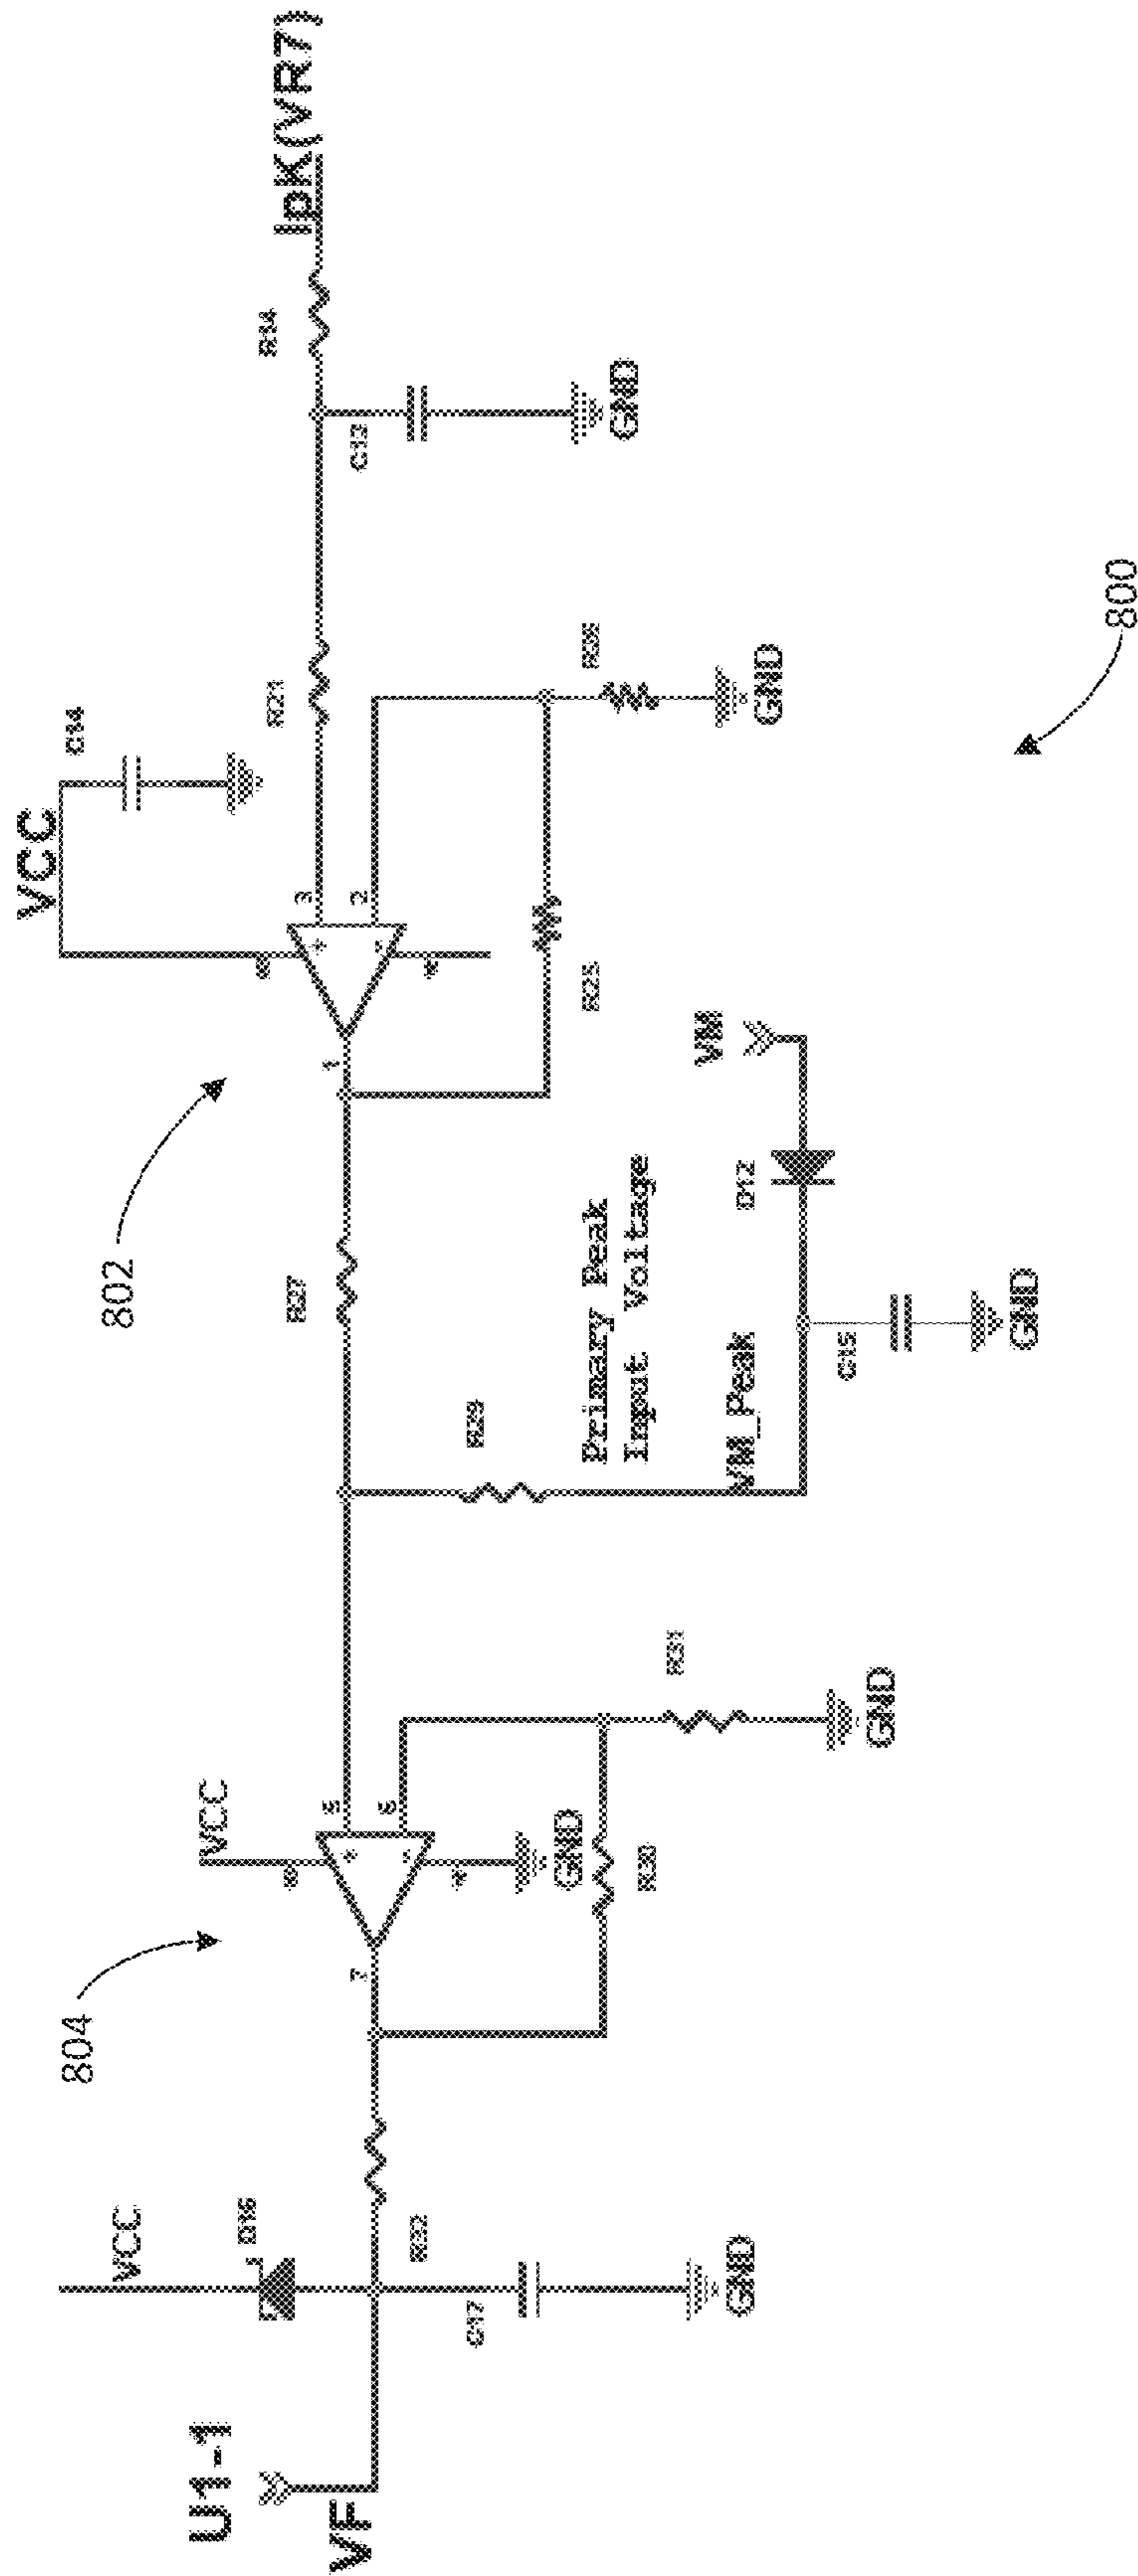 U1-1
VF
VCC
D16
R32
C17
GND
804
VCC
8
5
6
7
4
GND
R30
R31
GND
R29
Primary Peak
Input Voltage
VM_Peak
C15
GND
D12
VM
R27
802
VCC
C14
8
3
2
1
4
R25
GND
R21
R14
C13
GND
IpK(VR7)
800